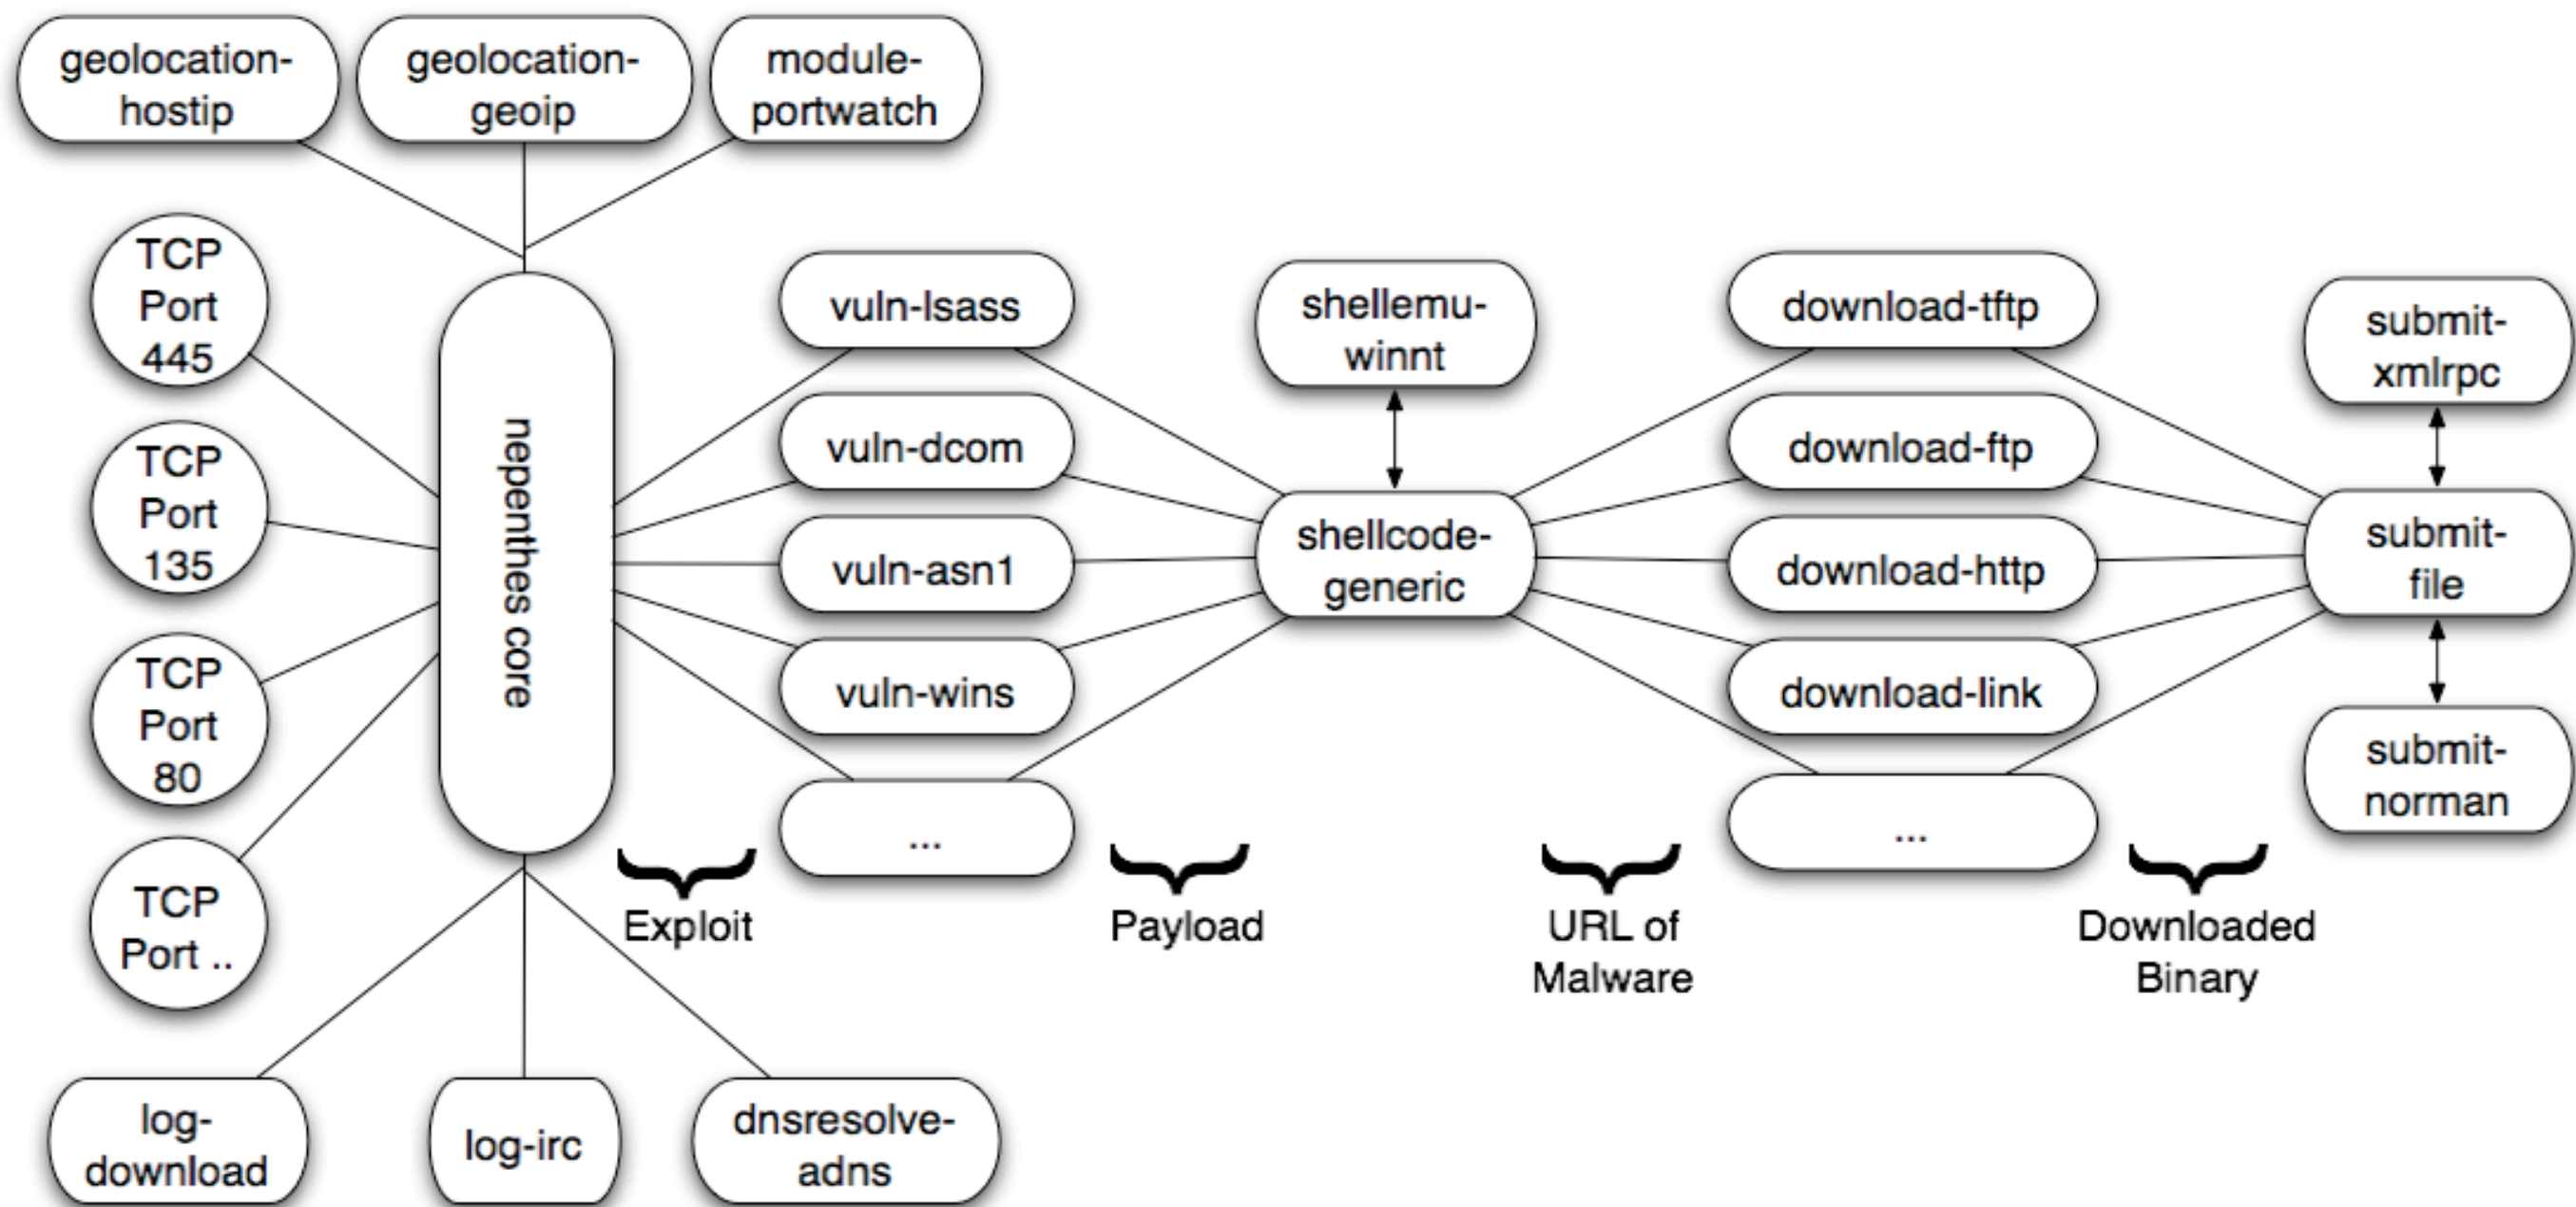 geolocation-
hostip
geolocation-
geoip
module-
portwatch
TCP
Port
445
TCP
Port
135
TCP
Port
80
TCP
Port ..
nepenthes core
vuln-lsass
vuln-dcom
vuln-asn1
vuln-wins
...
shellemu-
winnt
shellcode-
generic
download-tftp
download-ftp
download-http
download-link
...
submit-
xmlrpc
submit-
file
submit-
norman
Exploit
Payload
URL of
Malware
Downloaded
Binary
log-
download
log-irc
dnsresolve-
adns